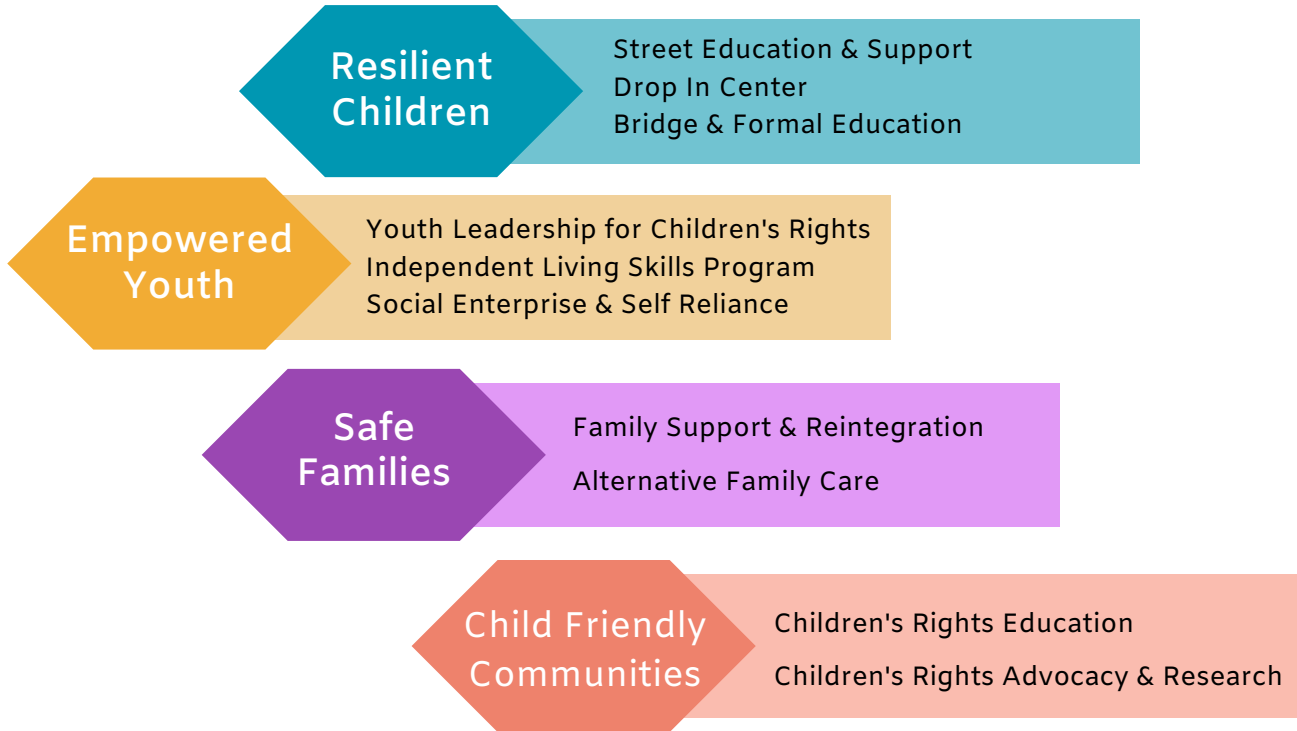 Resilient
Children
Street Education & Support
Drop In Center
Bridge & Formal Education
Empowered
Youth
Youth Leadership for Children's Rights
Independent Living Skills Program
Social Enterprise & Self Reliance
Safe
Families
Family Support & Reintegration
Alternative Family Care
Child Friendly
Communities
Children's Rights Education
Children's Rights Advocacy & Research